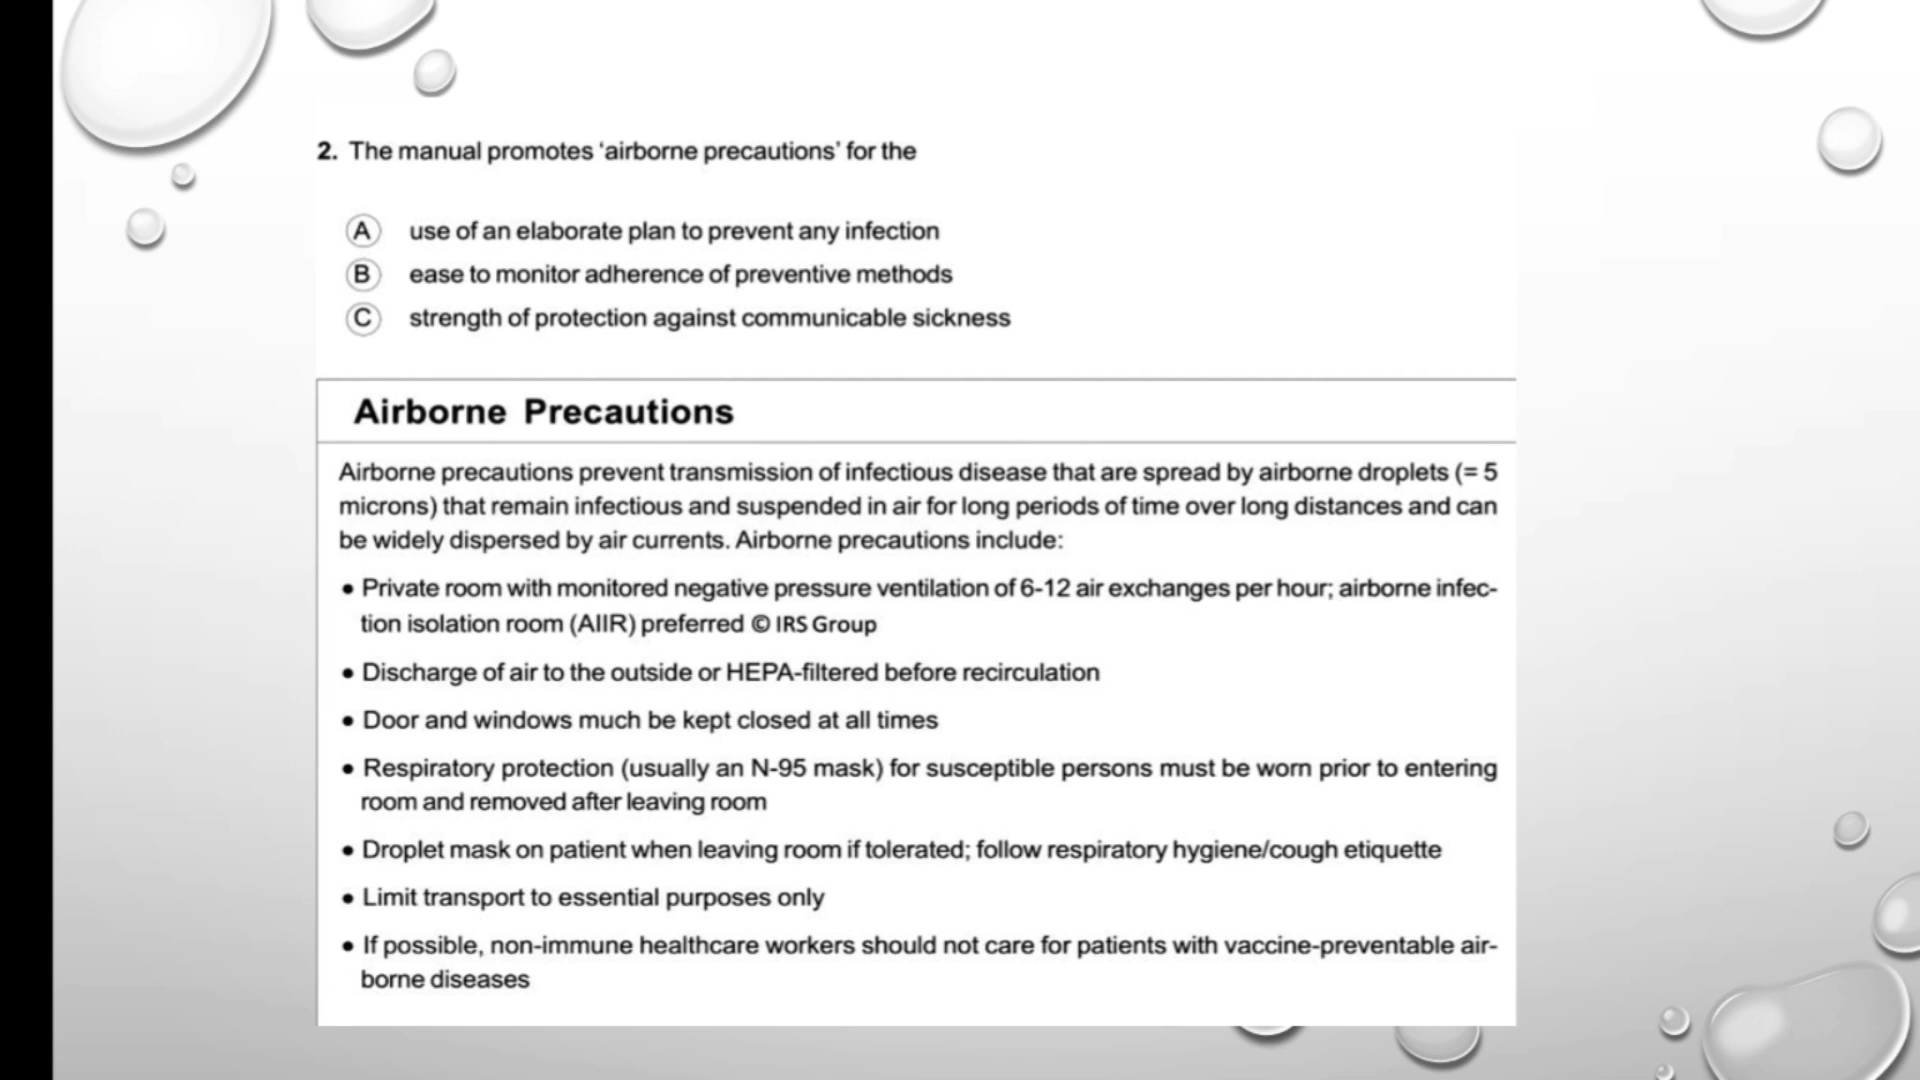 2. The manual promotes ‘airborne precautions’ for the
A use of an elaborate plan to prevent any infection
B ease to monitor adherence of preventive methods
C strength of protection against communicable sickness
Airborne Precautions
Airborne precautions prevent transmission of infectious disease that are spread by airborne droplets (= 5
microns) that remain infectious and suspended in air for long periods of time over long distances and can
be widely dispersed by air currents. Airborne precautions include:
• Private room with monitored negative pressure ventilation of 6-12 air exchanges per hour; airborne infec-
tion isolation room (AIIR) preferred © IRS Group
• Discharge of air to the outside or HEPA-filtered before recirculation
• Door and windows much be kept closed at all times
• Respiratory protection (usually an N-95 mask) for susceptible persons must be worn prior to entering
room and removed after leaving room
• Droplet mask on patient when leaving room if tolerated; follow respiratory hygiene/cough etiquette
• Limit transport to essential purposes only
• If possible, non-immune healthcare workers should not care for patients with vaccine-preventable air-
borne diseases